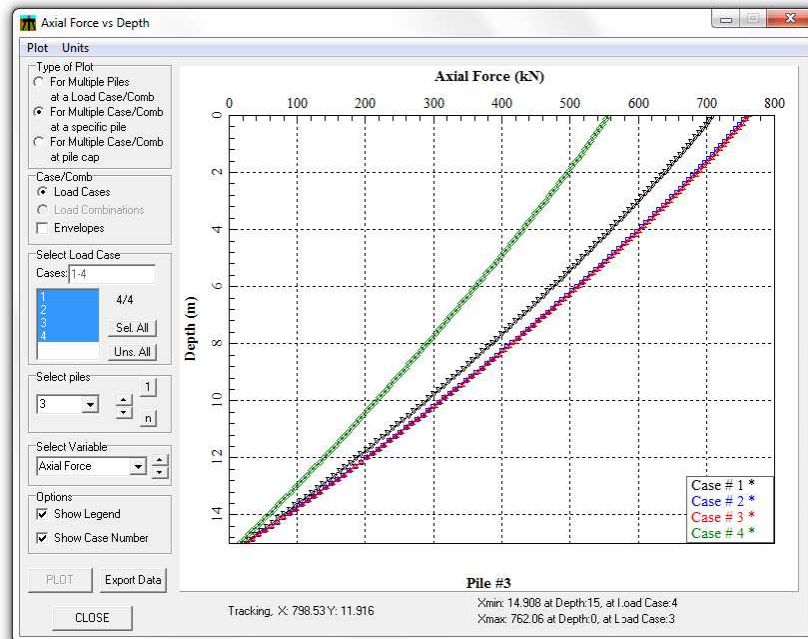 Axial Force vs Depth
Plot Units
Type of Plot
For Multiple Piles
at a Load Case/Comb
For Multiple Case/Comb
at a specific pile
For Multiple Case/Comb
at pile cap
Case/Comb
Load Cases
Load Combinations
Envelopes
Select Load Case
Cases: 1-4
1
2
3
4
4/4
Sel. All
Uns. All
Select piles
3
1
n
Select Variable
Axial Force
Options
Show Legend
Show Case Number
PLOT
Export Data
CLOSE
Axial Force (kN)
0 100 200 300 400 500 600 700 800
Depth (m)
0
2
4
6
8
10
12
14
Case # 1 *
Case # 2 *
Case # 3 *
Case # 4 *
Pile #3
Tracking, X: 798.53 Y: 11.916
Xmin: 14.908 at Depth:15, at Load Case:4
Xmax: 762.06 at Depth:0, at Load Case:3